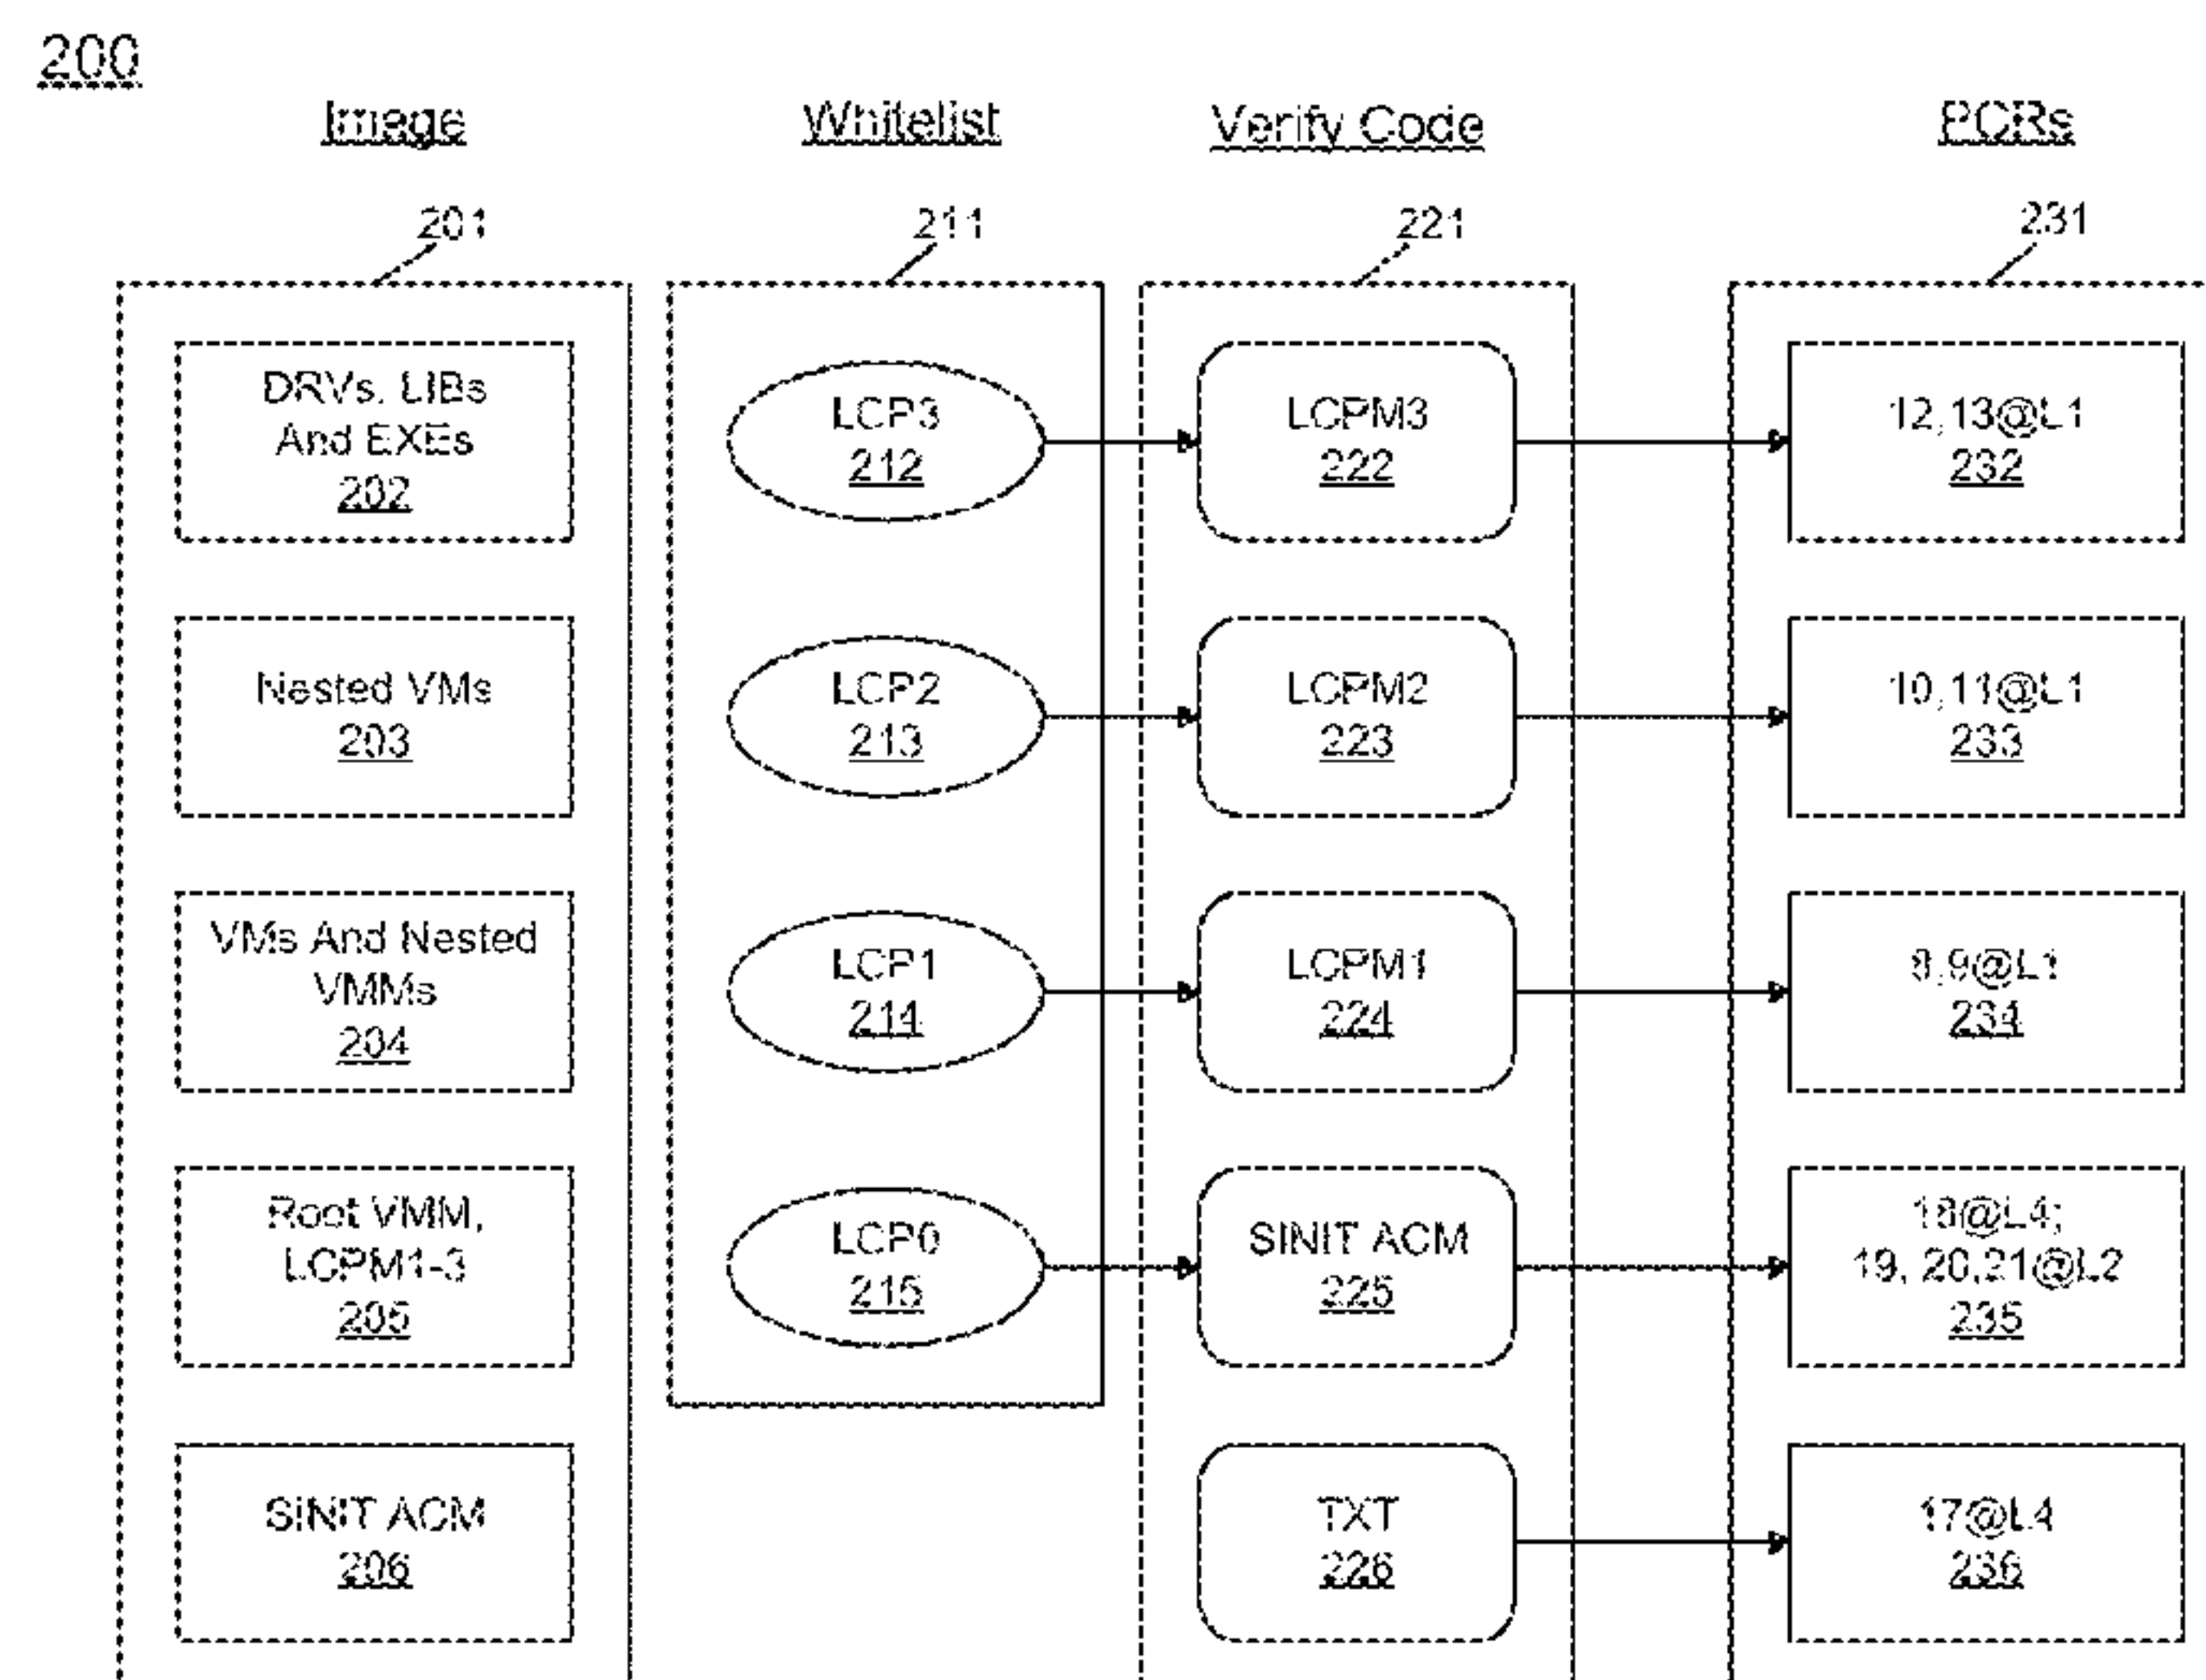 200
Image
Whitelist
Verify Code
PCRs
201
211
221
231
DRVs, LIBs
And EXEs
202
LCP3
212
LCPM3
222
12,13@L1
232
Nested VMs
203
LCP2
213
LCPM2
223
10,11@L1
233
VMs And Nested
VMMs
204
LCP1
214
LCPM1
224
8,9@L1
234
Root VMM,
LCPM1-3
205
LCP0
215
SINIT ACM
225
18@L4;
19, 20,21@L2
235
SINIT ACM
206
TXT
226
17@L4
236